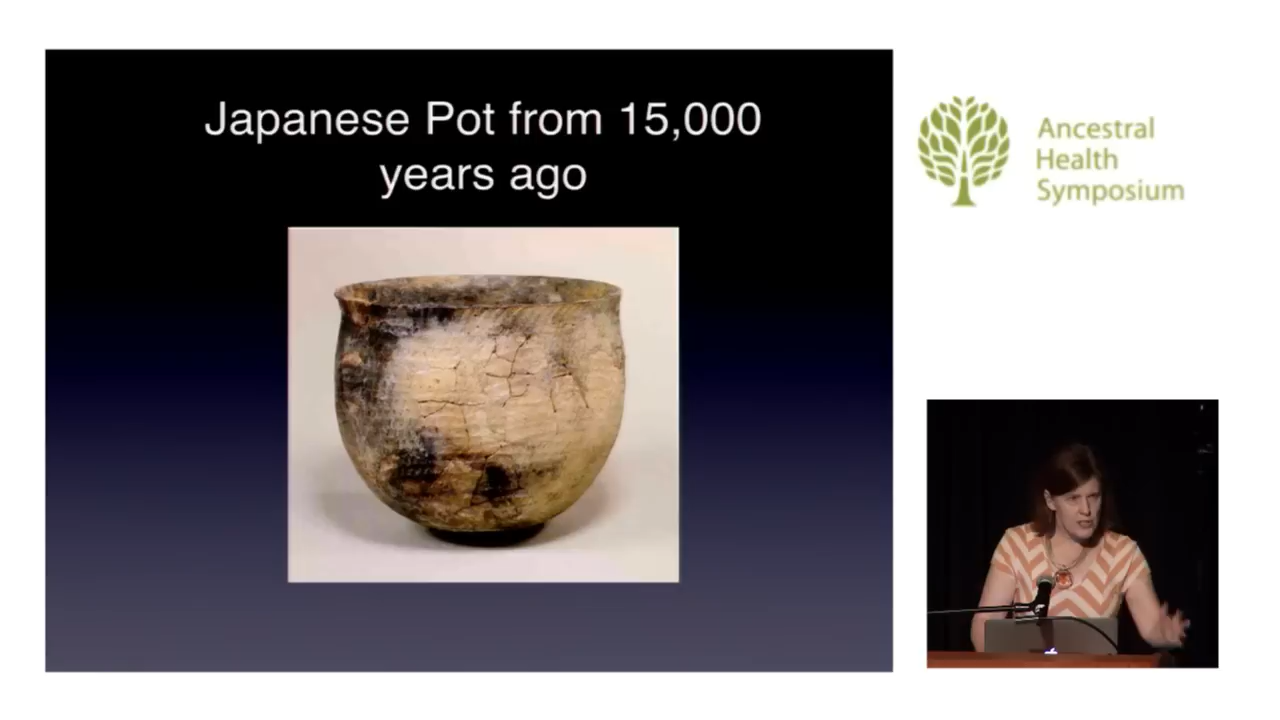 Japanese Pot from 15,000
years ago
Ancestral
Health
Symposium